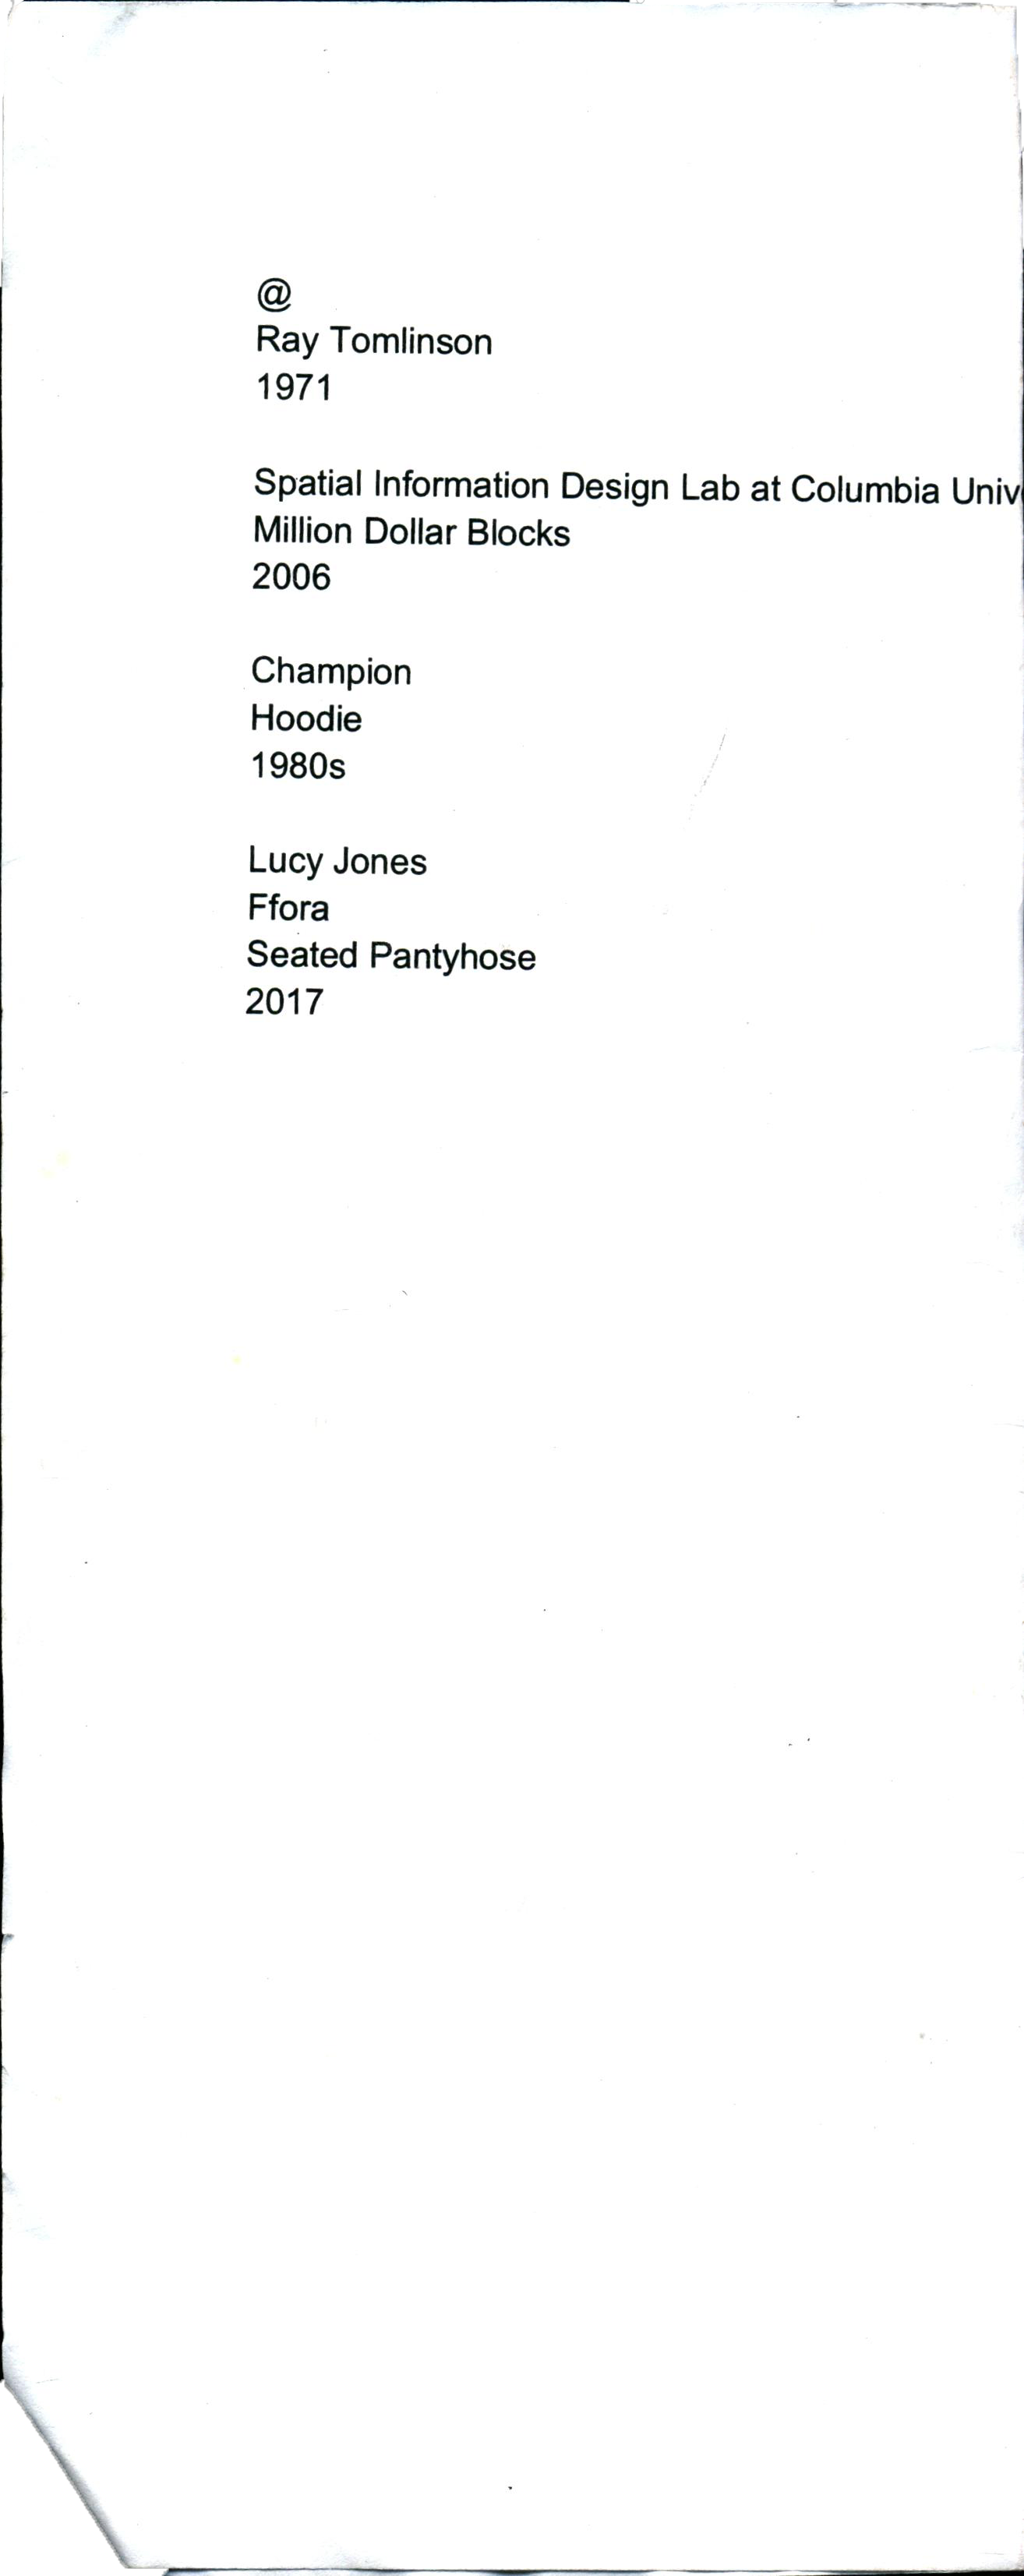 @
Ray Tomlinson
1971
Spatial Information Design Lab at Columbia Univ
Million Dollar Blocks
2006
Champion
Hoodie
1980s
Lucy Jones
Ffora
Seated Pantyhose
2017